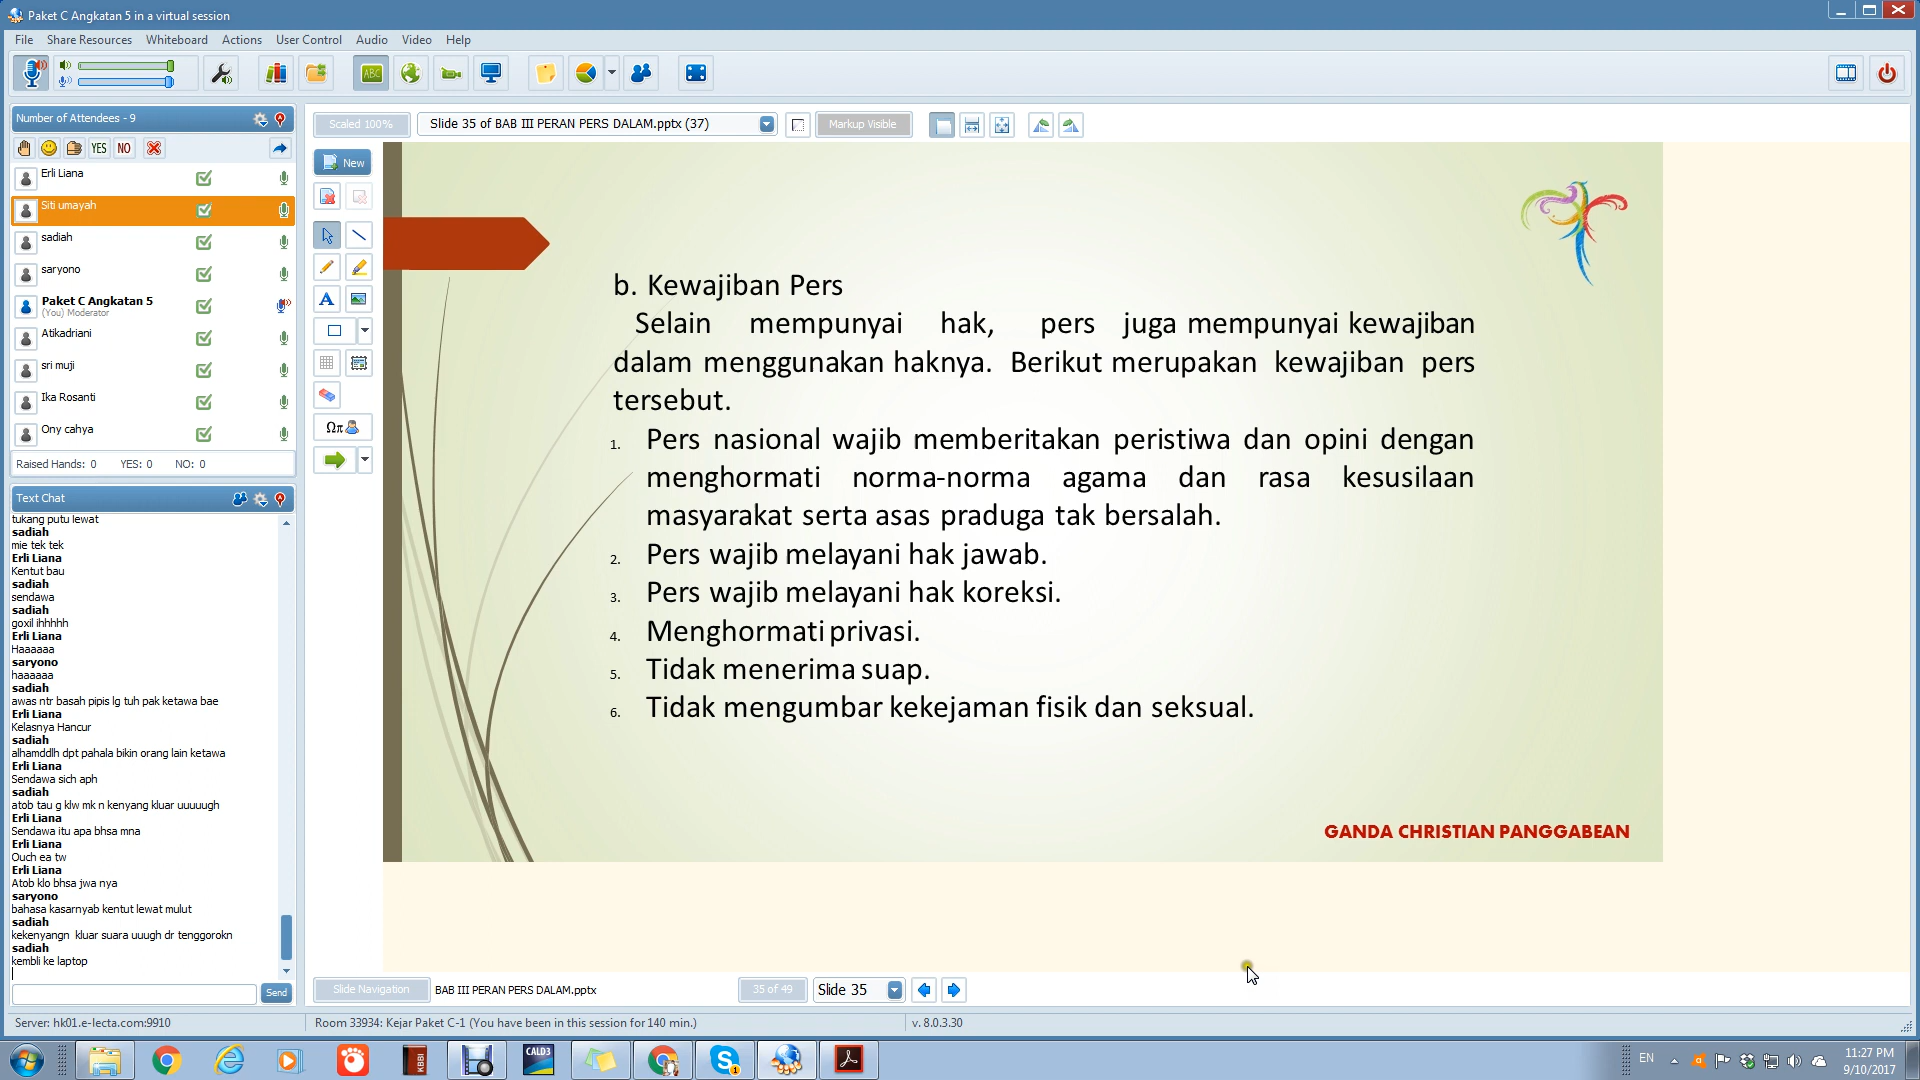 Paket C Angkatan 5 in a virtual session
File Share Resources Whiteboard Actions User Control Audio Video Help
ABC
Number of Attendees - 9
YES NO
Erli Liana
Siti umayah
sadiah
saryono
Paket C Angkatan 5
(You) Moderator
Atikadriani
sri muji
Ika Rosanti
Ony cahya
Raised Hands: 0 YES: 0 NO: 0
Text Chat
tukang putu lewat
sadiah
mie tek tek
Erli Liana
Kentut bau
sadiah
sendawa
sadiah
goxil ihhhhh
Erli Liana
Haaaaaa
saryono
haaaaaa
sadiah
awas ntr basah pipis lg tuh pak ketawa bae
Erli Liana
Kelasnya Hancur
sadiah
alhamddlh dpt pahala bikin orang lain ketawa
Erli Liana
Sendawa sich aph
sadiah
atob tau g klw mk n kenyang kluar uuuuugh
Erli Liana
Sendawa itu apa bhsa mna
Erli Liana
Ouch ea tw
Erli Liana
Atob klo bhsa jwa nya
saryono
bahasa kasarnyab kentut lewat mulut
sadiah
kekenyangn kluar suara uuugh dr tenggorokn
sadiah
kembli ke laptop
Send
Scaled 100%
Slide 35 of BAB III PERAN PERS DALAM.pptx (37)
Markup Visible
New
A
Ωπ
b. Kewajiban Pers
Selain mempunyai hak, pers juga mempunyai kewajiban
dalam menggunakan haknya. Berikut merupakan kewajiban pers
tersebut.
1. Pers nasional wajib memberitakan peristiwa dan opini dengan
menghormati norma-norma agama dan rasa kesusilaan
masyarakat serta asas praduga tak bersalah.
2. Pers wajib melayani hak jawab.
3. Pers wajib melayani hak koreksi.
4. Menghormati privasi.
5. Tidak menerima suap.
6. Tidak mengumbar kekejaman fisik dan seksual.
GANDA CHRISTIAN PANGGABEAN
Slide Navigation
BAB III PERAN PERS DALAM.pptx
35 of 49
Slide 35
Server: hk01.e-lecta.com:9910
Room 33934: Kejar Paket C-1 (You have been in this session for 140 min.)
v. 8.0.3.30
KBBI
CALD3
EN
11:27 PM
9/10/2017